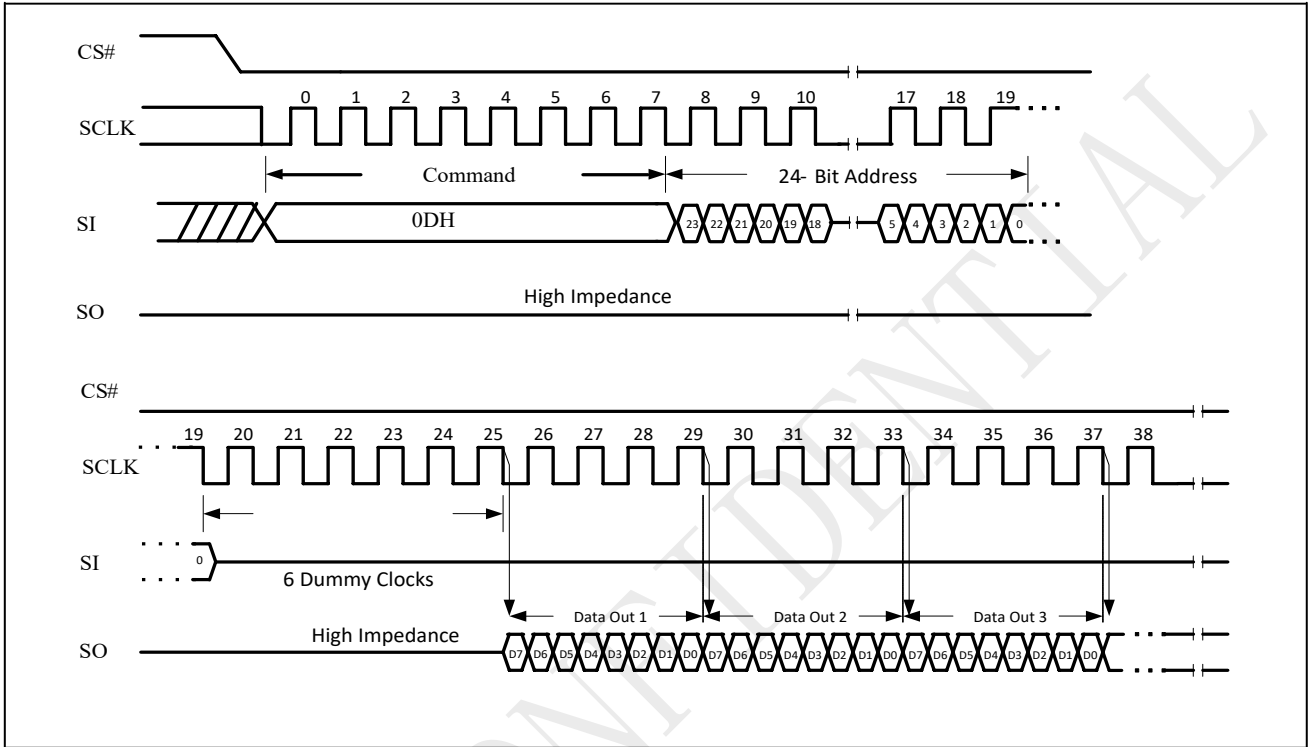 CS#
0 1 2 3 4 5 6 7 8 9 10 17 18 19
SCLK
Command 24- Bit Address
SI 0DH 23 22 21 20 19 18 5 4 3 2 1 0
High Impedance
SO
CS#
19 20 21 22 23 24 25 26 27 28 29 30 31 32 33 34 35 36 37 38
SCLK
SI 0
6 Dummy Clocks
Data Out 1 Data Out 2 Data Out 3
High Impedance
SO D7 D6 D5 D4 D3 D2 D1 D0 D7 D6 D5 D4 D3 D2 D1 D0 D7 D6 D5 D4 D3 D2 D1 D0
ONFIDENTIAL